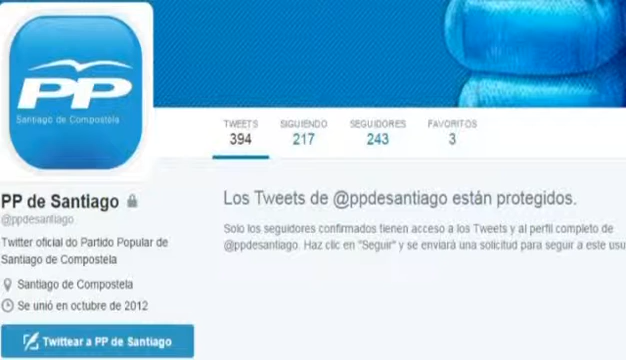 PP
Santiago de Compostela
TWEETS SIGUIENDO SEGUIDORES FAVORITOS
394 217 243 3
PP de Santiago
@ppdesantiago
Twitter oficial do Partido Popular de
Santiago de Compostela
Santiago de Compostela
Se unió en octubre de 2012
Twittear a PP de Santiago
Los Tweets de @ppdesantiago están protegidos.
Solo los seguidores confirmados tienen acceso a los Tweets y al perfil completo de
@ppdesantiago. Haz clic en "Seguir" y se enviará una solicitud para seguir a este usu